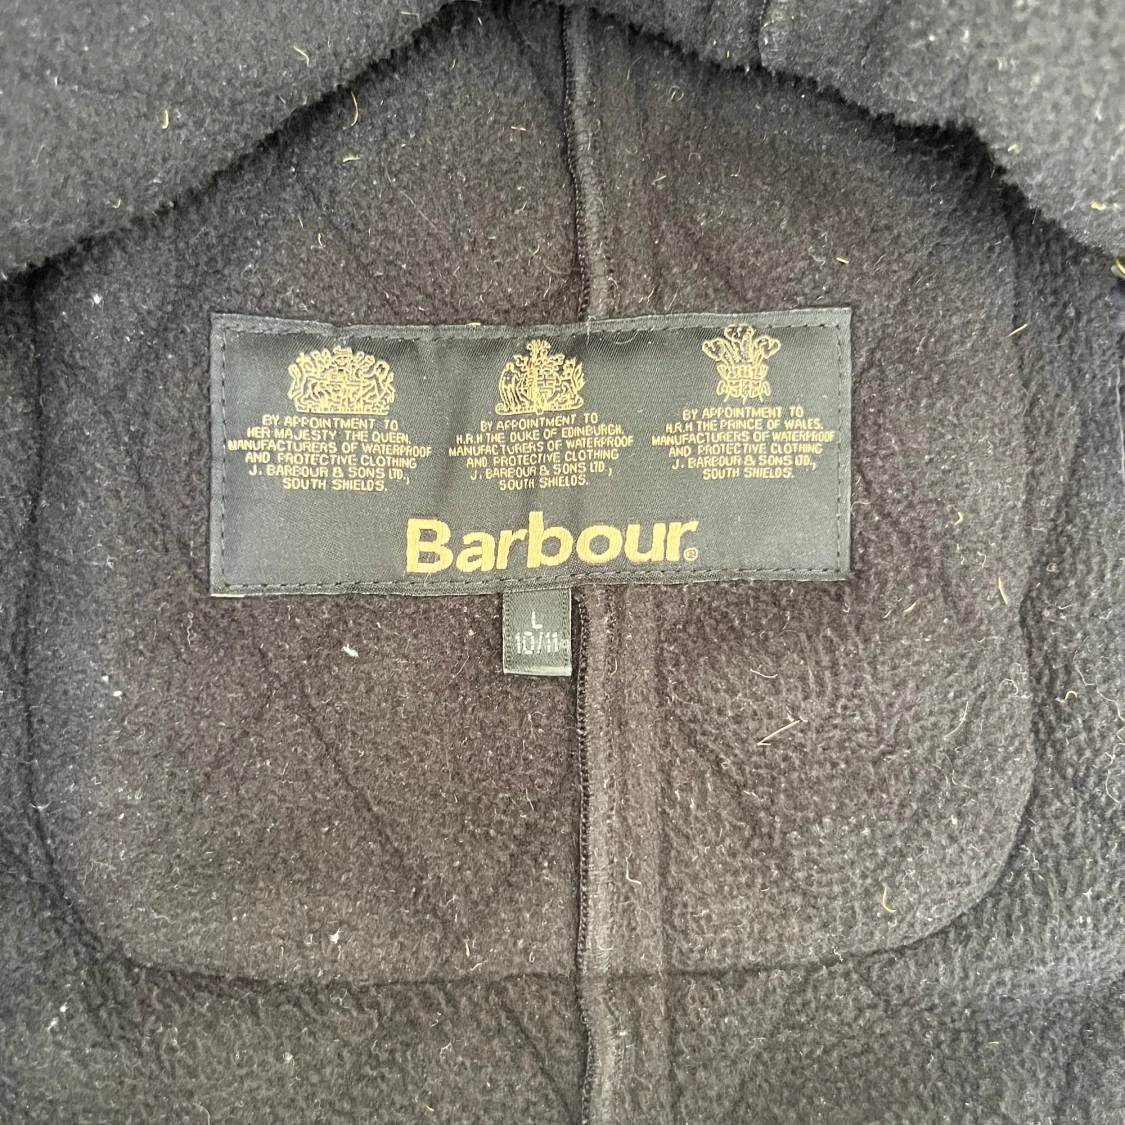 BY APPOINTMENT TO
HER MAJESTY THE QUEEN,
MANUFACTURERS OF WATERPROOF
AND PROTECTIVE CLOTHING
J. BARBOUR & SONS LTD.,
SOUTH SHIELDS.
BY APPOINTMENT TO
H.R.H THE DUKE OF EDINBURGH,
MANUFACTURERS OF WATERPROOF
AND PROTECTIVE CLOTHING
J. BARBOUR & SONS LTD.,
SOUTH SHIELDS.
BY APPOINTMENT TO
H.R.H THE PRINCE OF WALES,
MANUFACTURERS OF WATERPROOF
AND PROTECTIVE CLOTHING
J. BARBOUR & SONS LTD.,
SOUTH SHIELDS.
Barbour®
L
10/11